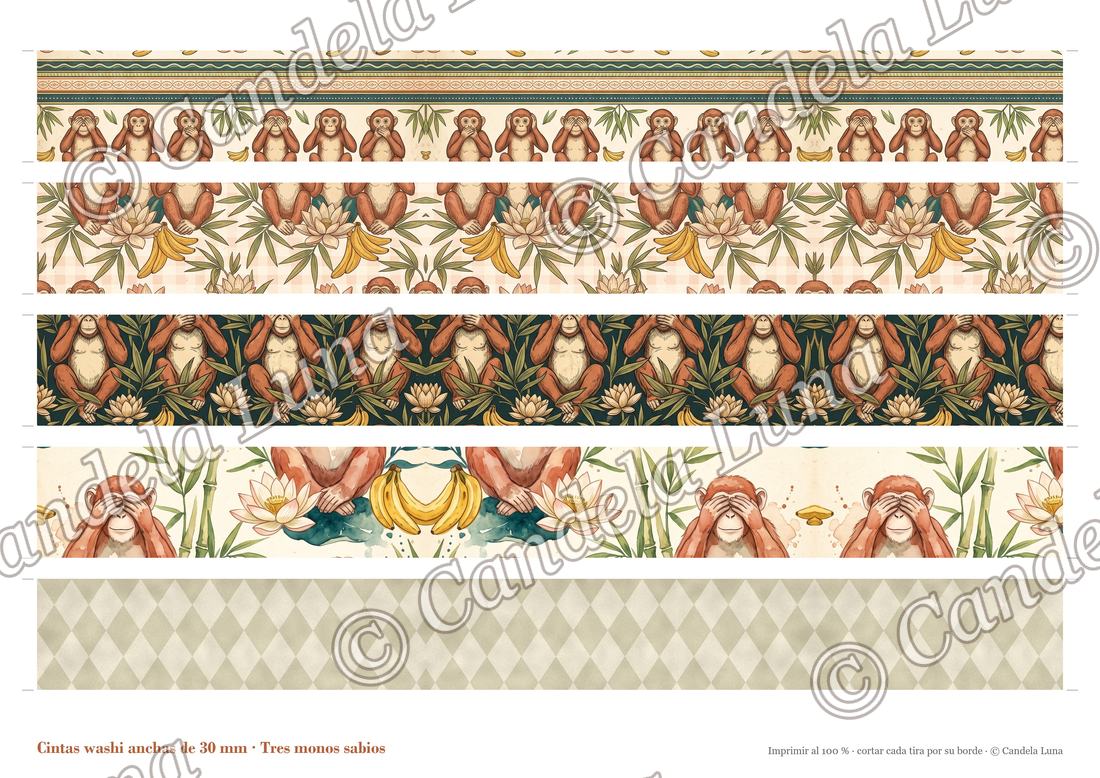 © Candela Luna
© Candela Luna
© Candela Luna
© Candela Luna
© Candela Luna
Cintas washi anchas de 30 mm · Tres monos sabios
Imprimir al 100 % · cortar cada tira por su borde · © Candela Luna